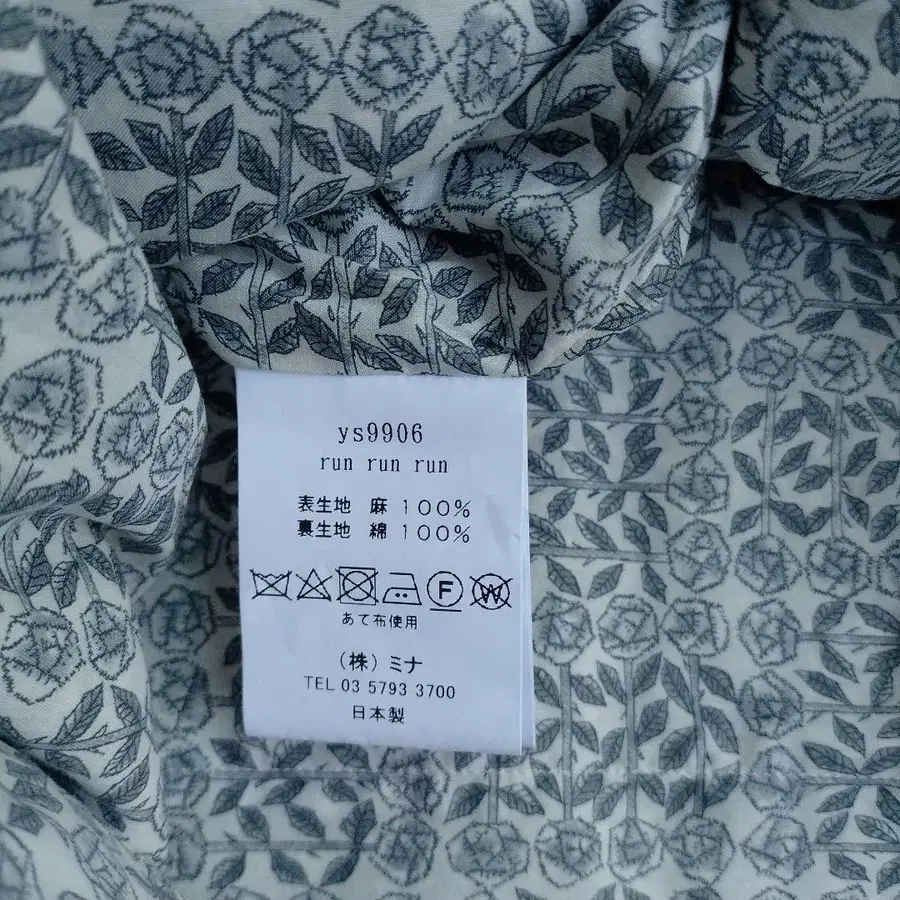 ys9906
run run run
表生地 麻 100%
裏生地 綿 100%
F W
あて布使用
(株)ミナ
TEL 03 5793 3700
日本製